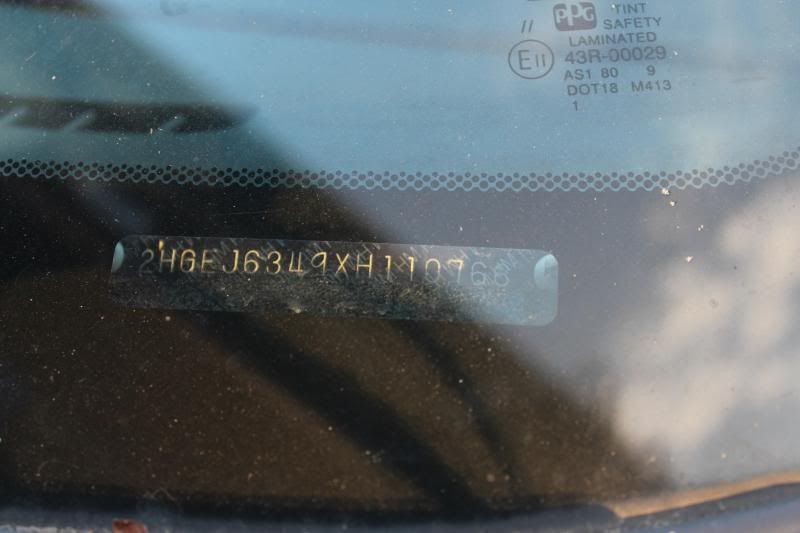 PPG TINT
// SAFETY
LAMINATED
E11 43R-00029
AS1 80 9
DOT18 M413
1
2HGEJ6349XH110766